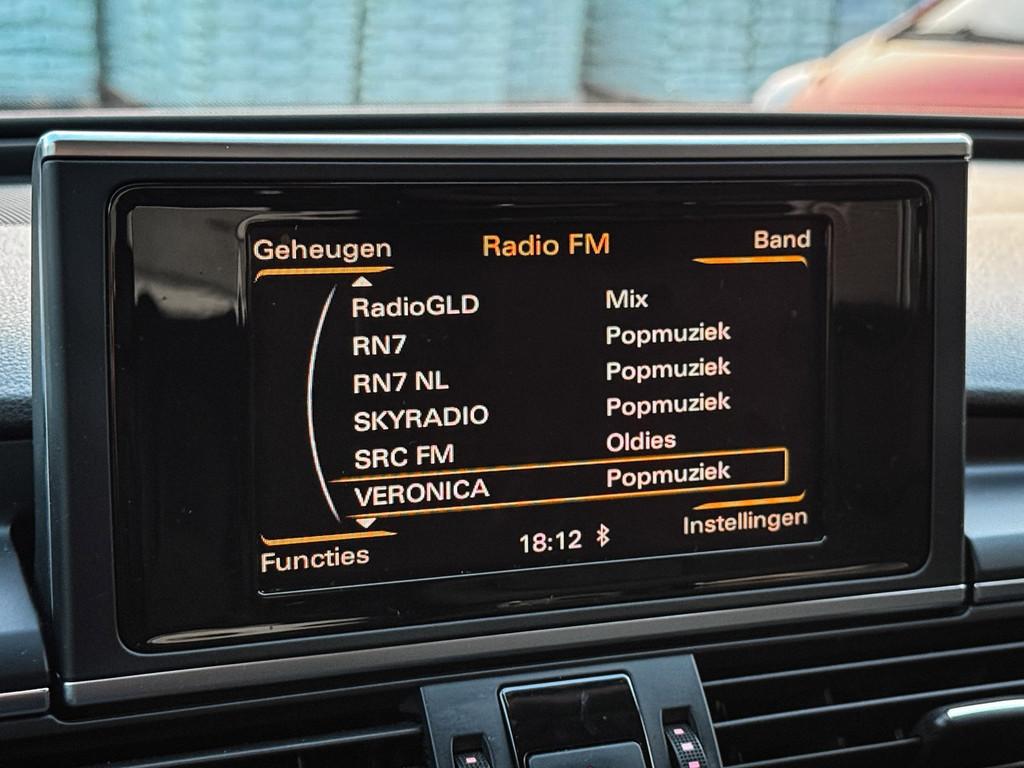 Geheugen Radio FM Band
RadioGLD Mix
RN7 Popmuziek
RN7 NL Popmuziek
SKYRADIO Popmuziek
SRC FM Oldies
VERONICA Popmuziek
Functies 18:12 Instellingen